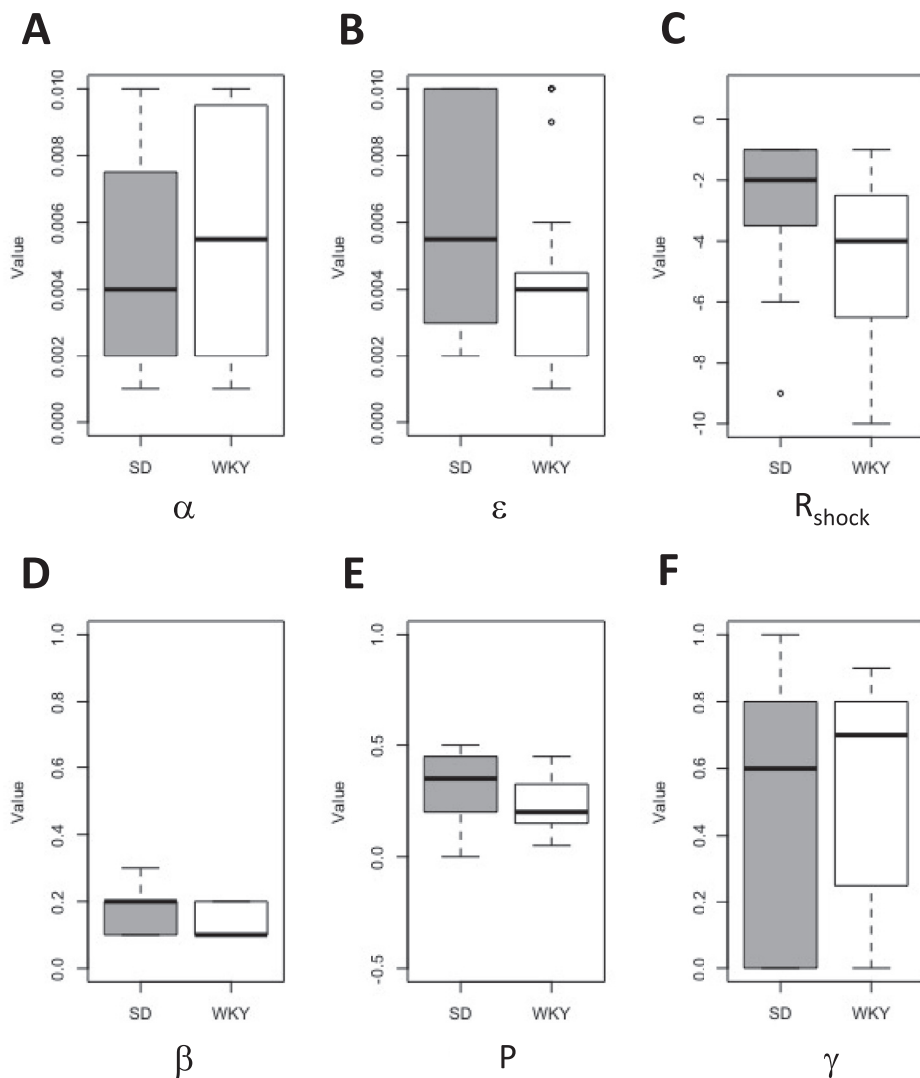 A
B
C
Value
0.000
0.002
0.004
0.006
0.008
0.010
SD
WKY
α
Value
0.000
0.002
0.004
0.006
0.008
0.010
SD
WKY
ε
Value
-10
-8
-6
-4
-2
0
SD
WKY
Rshock
D
E
F
Value
0.0
0.2
0.4
0.6
0.8
1.0
SD
WKY
β
Value
-0.5
0.0
0.5
1.0
SD
WKY
P
Value
0.0
0.2
0.4
0.6
0.8
1.0
SD
WKY
γ